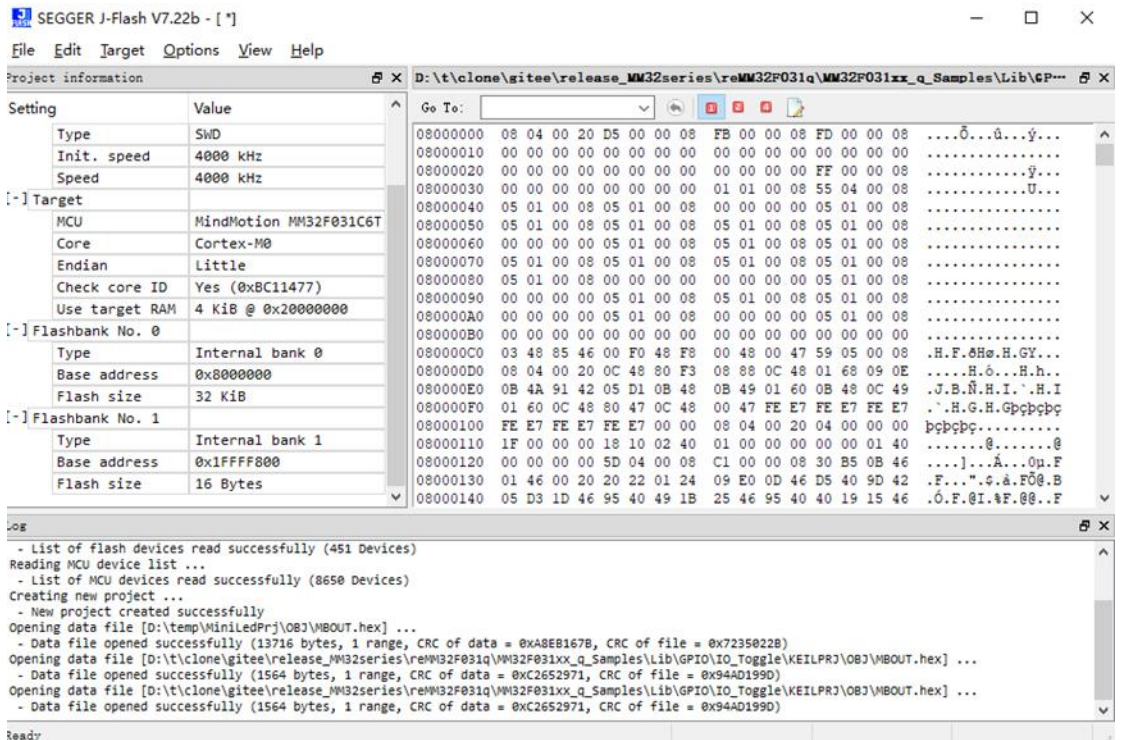 SEGGER J-Flash V7.22b - [ *]
File Edit Target Options View Help
Project information
D:\t\clone\gitee\release_MM32series\reMM32F031q\MM32F031xx_q_Samples\Lib\GP…
Setting Value
Type SWD
Init. speed 4000 kHz
Speed 4000 kHz
[-] Target
MCU MindMotion MM32F031C6T
Core Cortex-M0
Endian Little
Check core ID Yes (0xBC11477)
Use target RAM 4 KiB @ 0x20000000
[-] Flashbank No. 0
Type Internal bank 0
Base address 0x8000000
Flash size 32 KiB
[-] Flashbank No. 1
Type Internal bank 1
Base address 0x1FFFF800
Flash size 16 Bytes
Go To: 1 2 4
08000000 08 04 00 20 D5 00 00 08 FB 00 00 08 FD 00 00 08 .... Õ...û...ý...
08000010 00 00 00 00 00 00 00 00 00 00 00 00 00 00 00 00 ................
08000020 00 00 00 00 00 00 00 00 00 00 00 00 FF 00 00 08 ............ÿ...
08000030 00 00 00 00 00 00 00 00 01 01 00 08 55 04 00 08 ............U...
08000040 05 01 00 08 05 01 00 08 00 00 00 00 05 01 00 08 ................
08000050 05 01 00 08 05 01 00 08 05 01 00 08 05 01 00 08 ................
08000060 00 00 00 00 05 01 00 08 05 01 00 08 05 01 00 08 ................
08000070 05 01 00 08 05 01 00 08 05 01 00 08 05 01 00 08 ................
08000080 05 01 00 08 00 00 00 00 00 00 00 00 05 01 00 08 ................
08000090 00 00 00 00 05 01 00 08 05 01 00 08 05 01 00 08 ................
080000A0 00 00 00 00 05 01 00 08 00 00 00 00 05 01 00 08 ................
080000B0 00 00 00 00 00 00 00 00 00 00 00 00 00 00 00 00 ................
080000C0 03 48 85 46 00 F0 48 F8 00 48 00 47 59 05 00 08 .H.F.ðHø.H.GY...
080000D0 08 04 00 20 0C 48 80 F3 08 88 0C 48 01 68 09 0E ... .H.ó...H.h..
080000E0 0B 4A 91 42 05 D1 0B 48 0B 49 01 60 0B 48 0C 49 .J.B.Ñ.H.I.`.H.I
080000F0 01 60 0C 48 80 47 0C 48 00 47 FE E7 FE E7 FE E7 .`.H.G.H.Gþçþçþç
08000100 FE E7 FE E7 FE E7 00 00 08 04 00 20 04 00 00 00 þçþçþç..... ....
08000110 1F 00 00 00 18 10 02 40 01 00 00 00 00 00 01 40 .......@.......@
08000120 00 00 00 00 5D 04 00 08 C1 00 00 08 30 B5 0B 46 ....]...Á...0µ.F
08000130 01 46 00 20 20 22 01 24 09 E0 0D 46 D5 40 9D 42 .F.  ".$.à.FÕ@.B
08000140 05 D3 1D 46 95 40 49 1B 25 46 95 40 40 19 15 46 .Ó.F.@I.%F.@@..F
Log
- List of flash devices read successfully (451 Devices)
Reading MCU device list ...
- List of MCU devices read successfully (8650 Devices)
Creating new project ...
- New project created successfully
Opening data file [D:\temp\MiniLedPrj\OBJ\MBOUT.hex] ...
- Data file opened successfully (13716 bytes, 1 range, CRC of data = 0xA8EB167B, CRC of file = 0x7235022B)
Opening data file [D:\t\clone\gitee\release_MM32series\reMM32F031q\MM32F031xx_q_Samples\Lib\GPIO\IO_Toggle\KEILPRJ\OBJ\MBOUT.hex] ...
- Data file opened successfully (1564 bytes, 1 range, CRC of data = 0xC2652971, CRC of file = 0x94AD199D)
Opening data file [D:\t\clone\gitee\release_MM32series\reMM32F031q\MM32F031xx_q_Samples\Lib\GPIO\IO_Toggle\KEILPRJ\OBJ\MBOUT.hex] ...
- Data file opened successfully (1564 bytes, 1 range, CRC of data = 0xC2652971, CRC of file = 0x94AD199D)
Ready